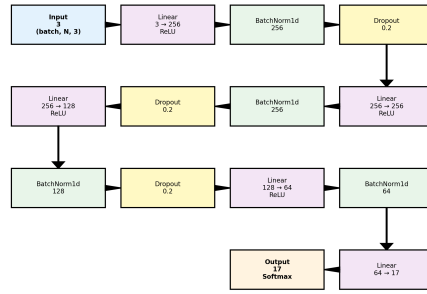 Input
3
(batch, N, 3)
Linear
3 → 256
ReLU
BatchNorm1d
256
Dropout
0.2
Linear
256 → 256
ReLU
BatchNorm1d
256
Dropout
0.2
Linear
256 → 128
ReLU
BatchNorm1d
128
Dropout
0.2
Linear
128 → 64
ReLU
BatchNorm1d
64
Linear
64 → 17
Output
17
Softmax